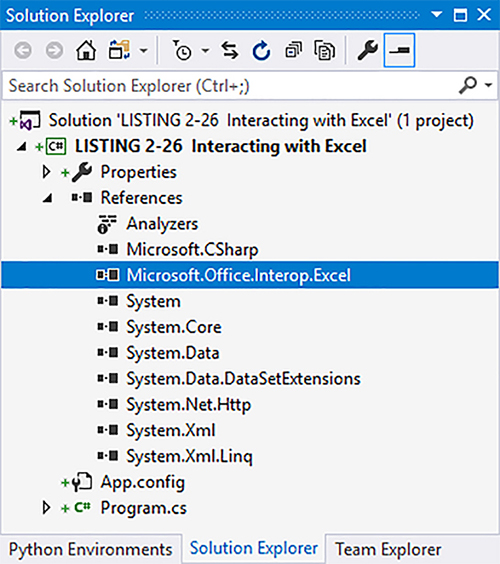 Solution Explorer
Search Solution Explorer (Ctrl+;)
Solution 'LISTING 2-26  Interacting with Excel' (1 project)
C# LISTING 2-26  Interacting with Excel
Properties
References
Analyzers
Microsoft.CSharp
Microsoft.Office.Interop.Excel
System
System.Core
System.Data
System.Data.DataSetExtensions
System.Net.Http
System.Xml
System.Xml.Linq
App.config
C# Program.cs
Python Environments Solution Explorer Team Explorer